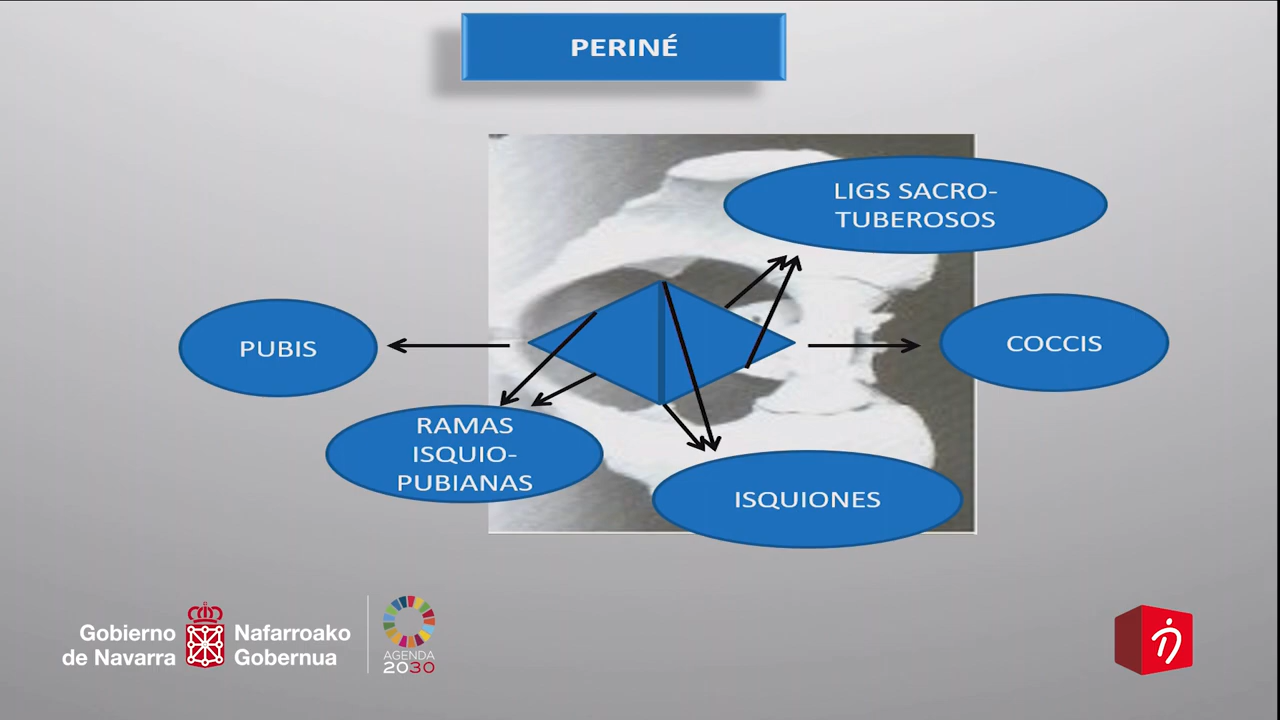 PERINÉ
LIGS SACRO-
TUBEROSOS
PUBIS
COCCIS
RAMAS
ISQUIO-
PUBIANAS
ISQUIONES
Gobierno
de Navarra
Nafarroako
Gobernua
AGENDA
2030